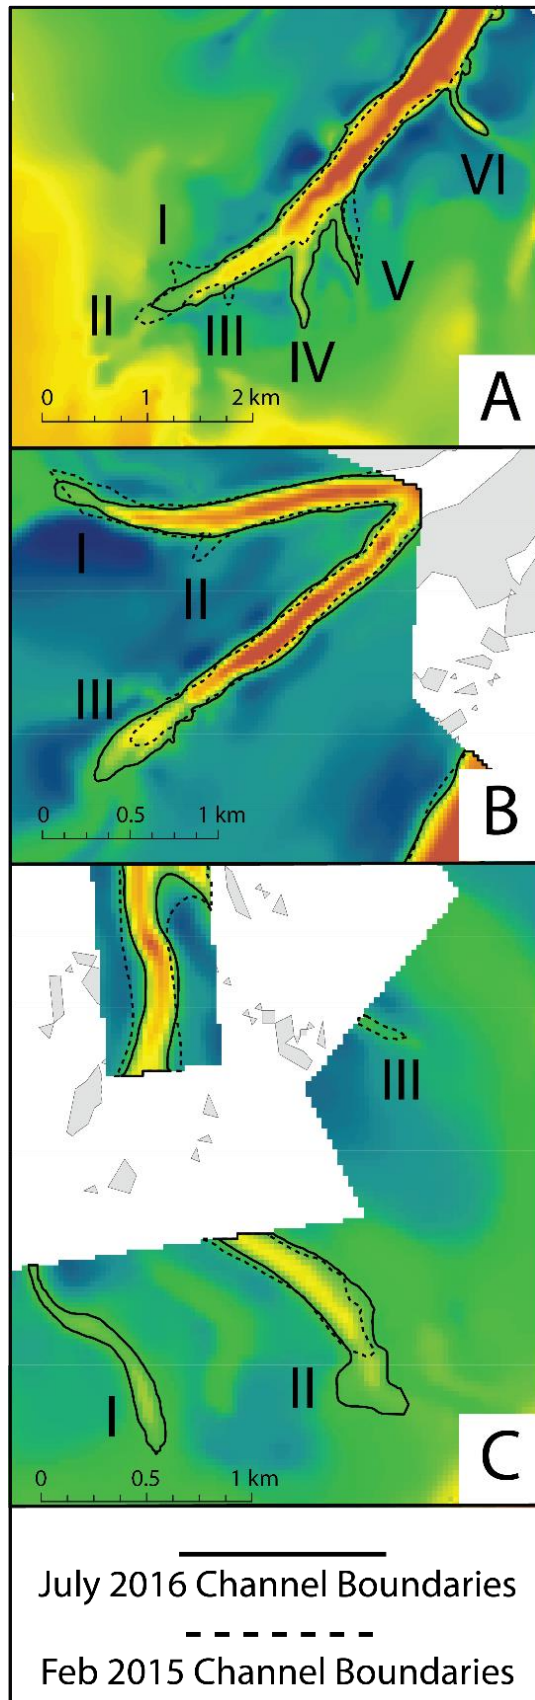 I
II
III
IV
V
VI
0 1 2 km
A
I
II
III
0 0.5 1 km
B
III
I
II
0 0.5 1 km
C
July 2016 Channel Boundaries
Feb 2015 Channel Boundaries